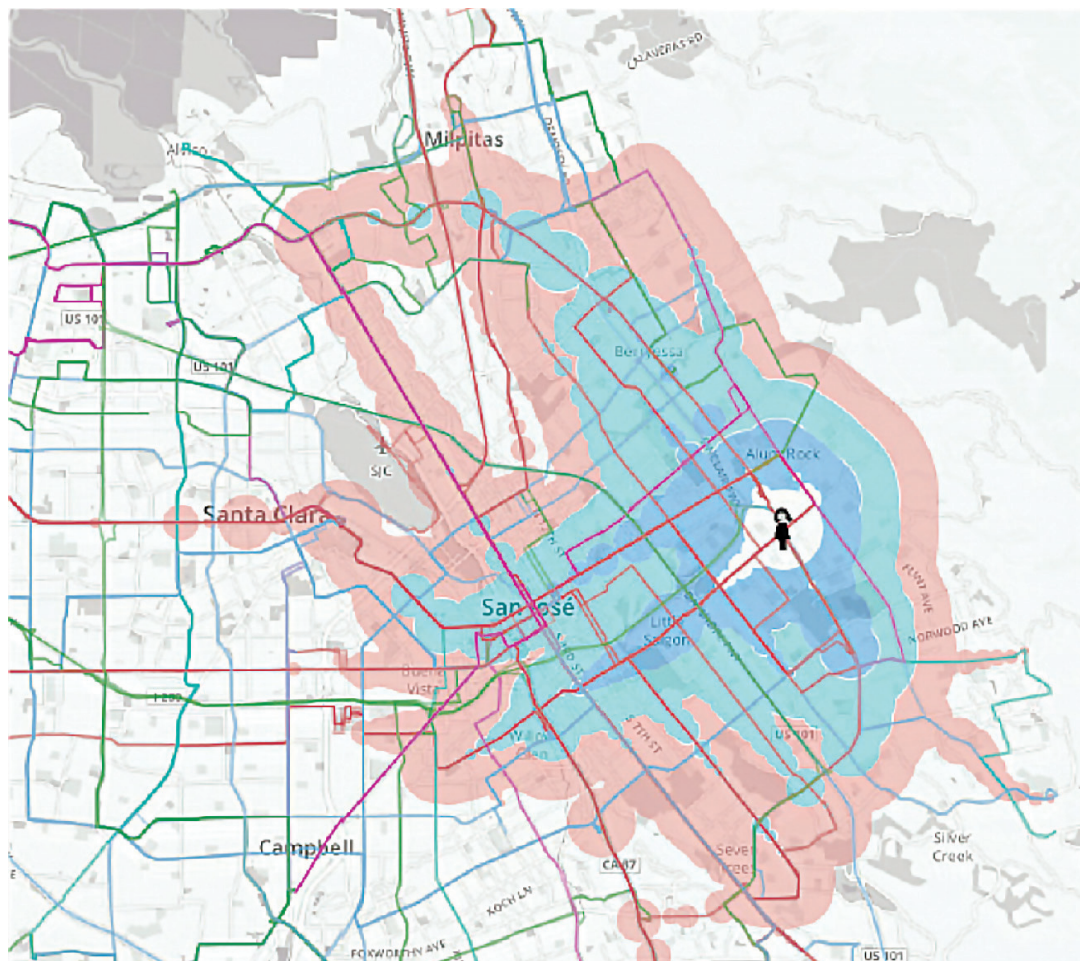 CALAVERAS RD
Milpitas
Alviso
US 101
US 101
Berryessa
Alum Rock
SJC
Santa Clara
San José
Little
Saigon
FLINT AVE
NORWOOD AVE
Buena
Vista
I 280
S 7TH ST
US 101
Willow
Glen
Campbell
CA 87
Seven
Trees
Silver
Creek
KOCH LN
FOXWORTHY AVE
US 101